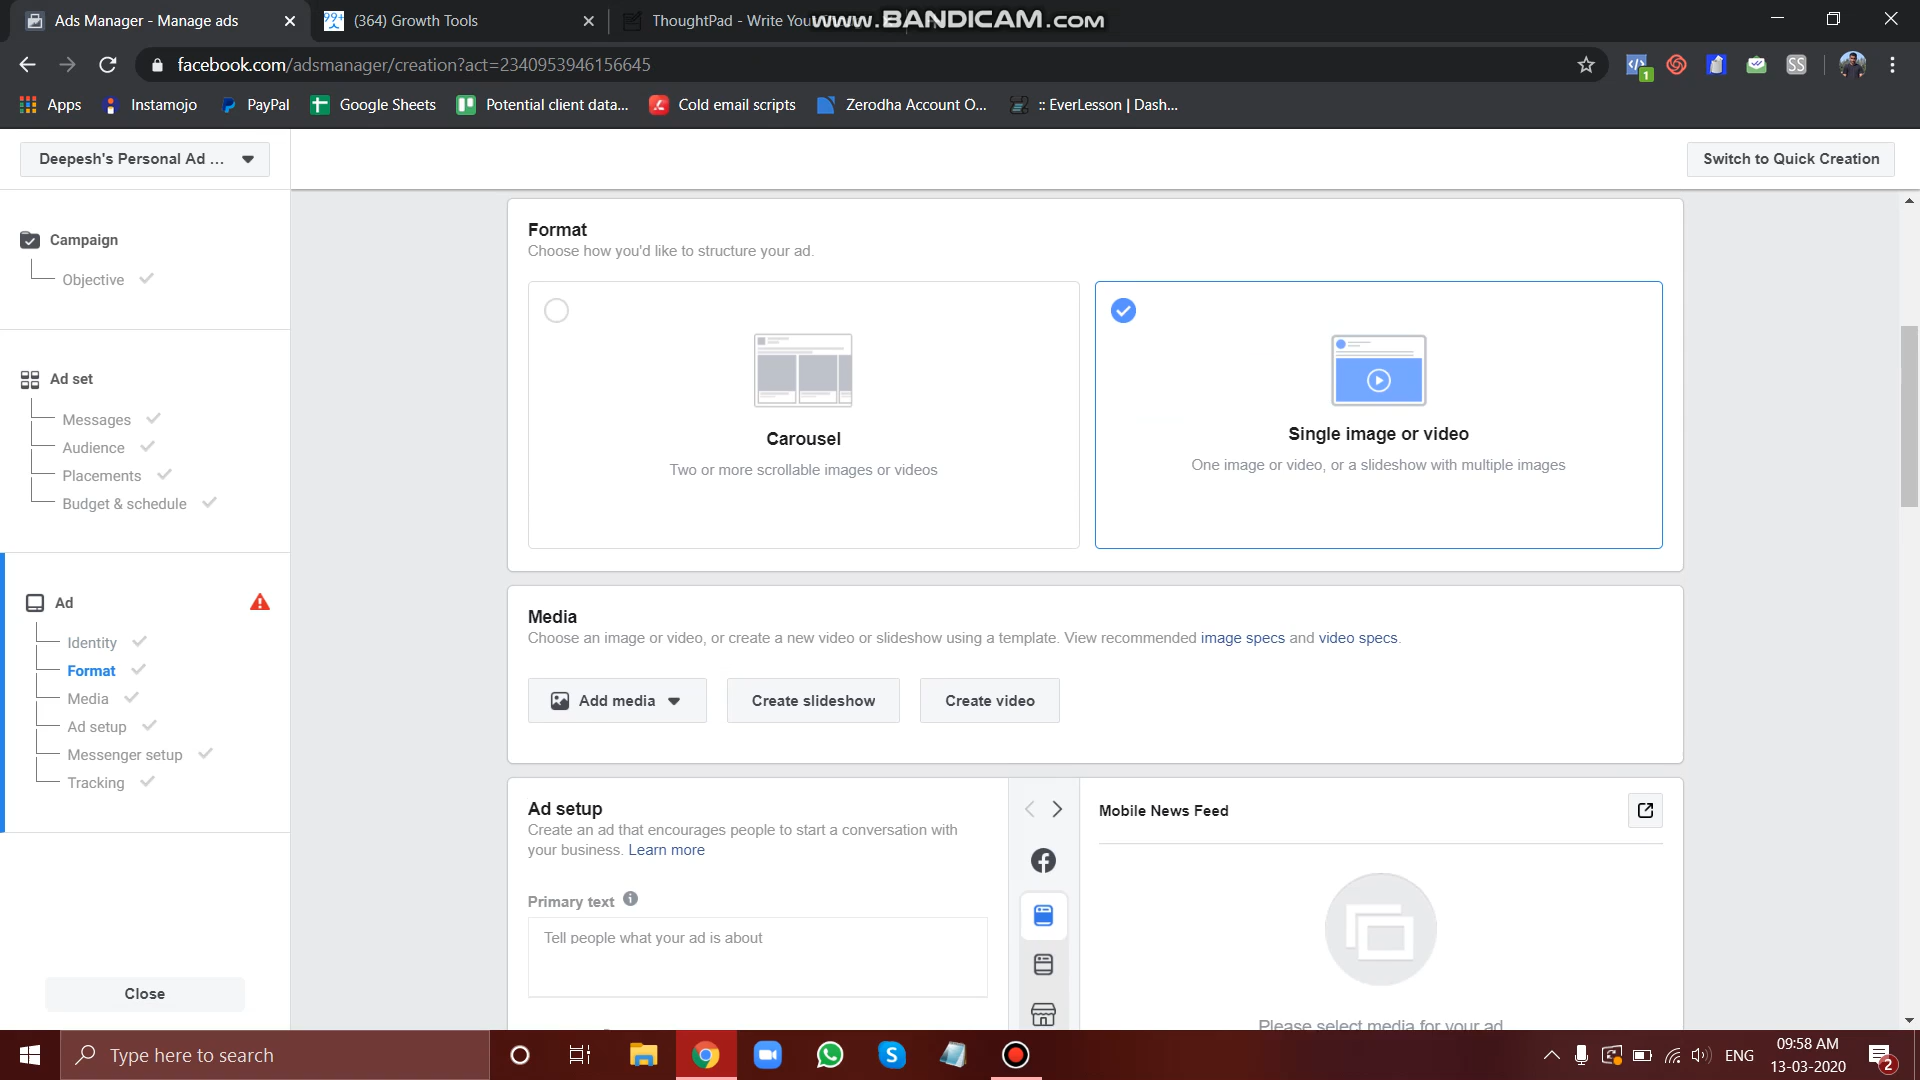 Ads Manager - Manage ads
(364) Growth Tools
ThoughtPad - Write You
www.BANDICAM.com
facebook.com/adsmanager/creation?act=2340953946156645
Apps
Instamojo
PayPal
Google Sheets
Potential client data...
Cold email scripts
Zerodha Account O...
:: EverLesson | Dash...
Deepesh's Personal Ad ...
Switch to Quick Creation
Campaign
Objective
Ad set
Messages
Audience
Placements
Budget & schedule
Ad
Identity
Format
Media
Ad setup
Messenger setup
Tracking
Close
Format
Choose how you'd like to structure your ad.
Carousel
Two or more scrollable images or videos
Single image or video
One image or video, or a slideshow with multiple images
Media
Choose an image or video, or create a new video or slideshow using a template. View recommended image specs and video specs.
Add media
Create slideshow
Create video
Ad setup
Create an ad that encourages people to start a conversation with
your business. Learn more
Primary text
Tell people what your ad is about
Mobile News Feed
Please select media for your ad
Type here to search
ENG
09:58 AM
13-03-2020
2